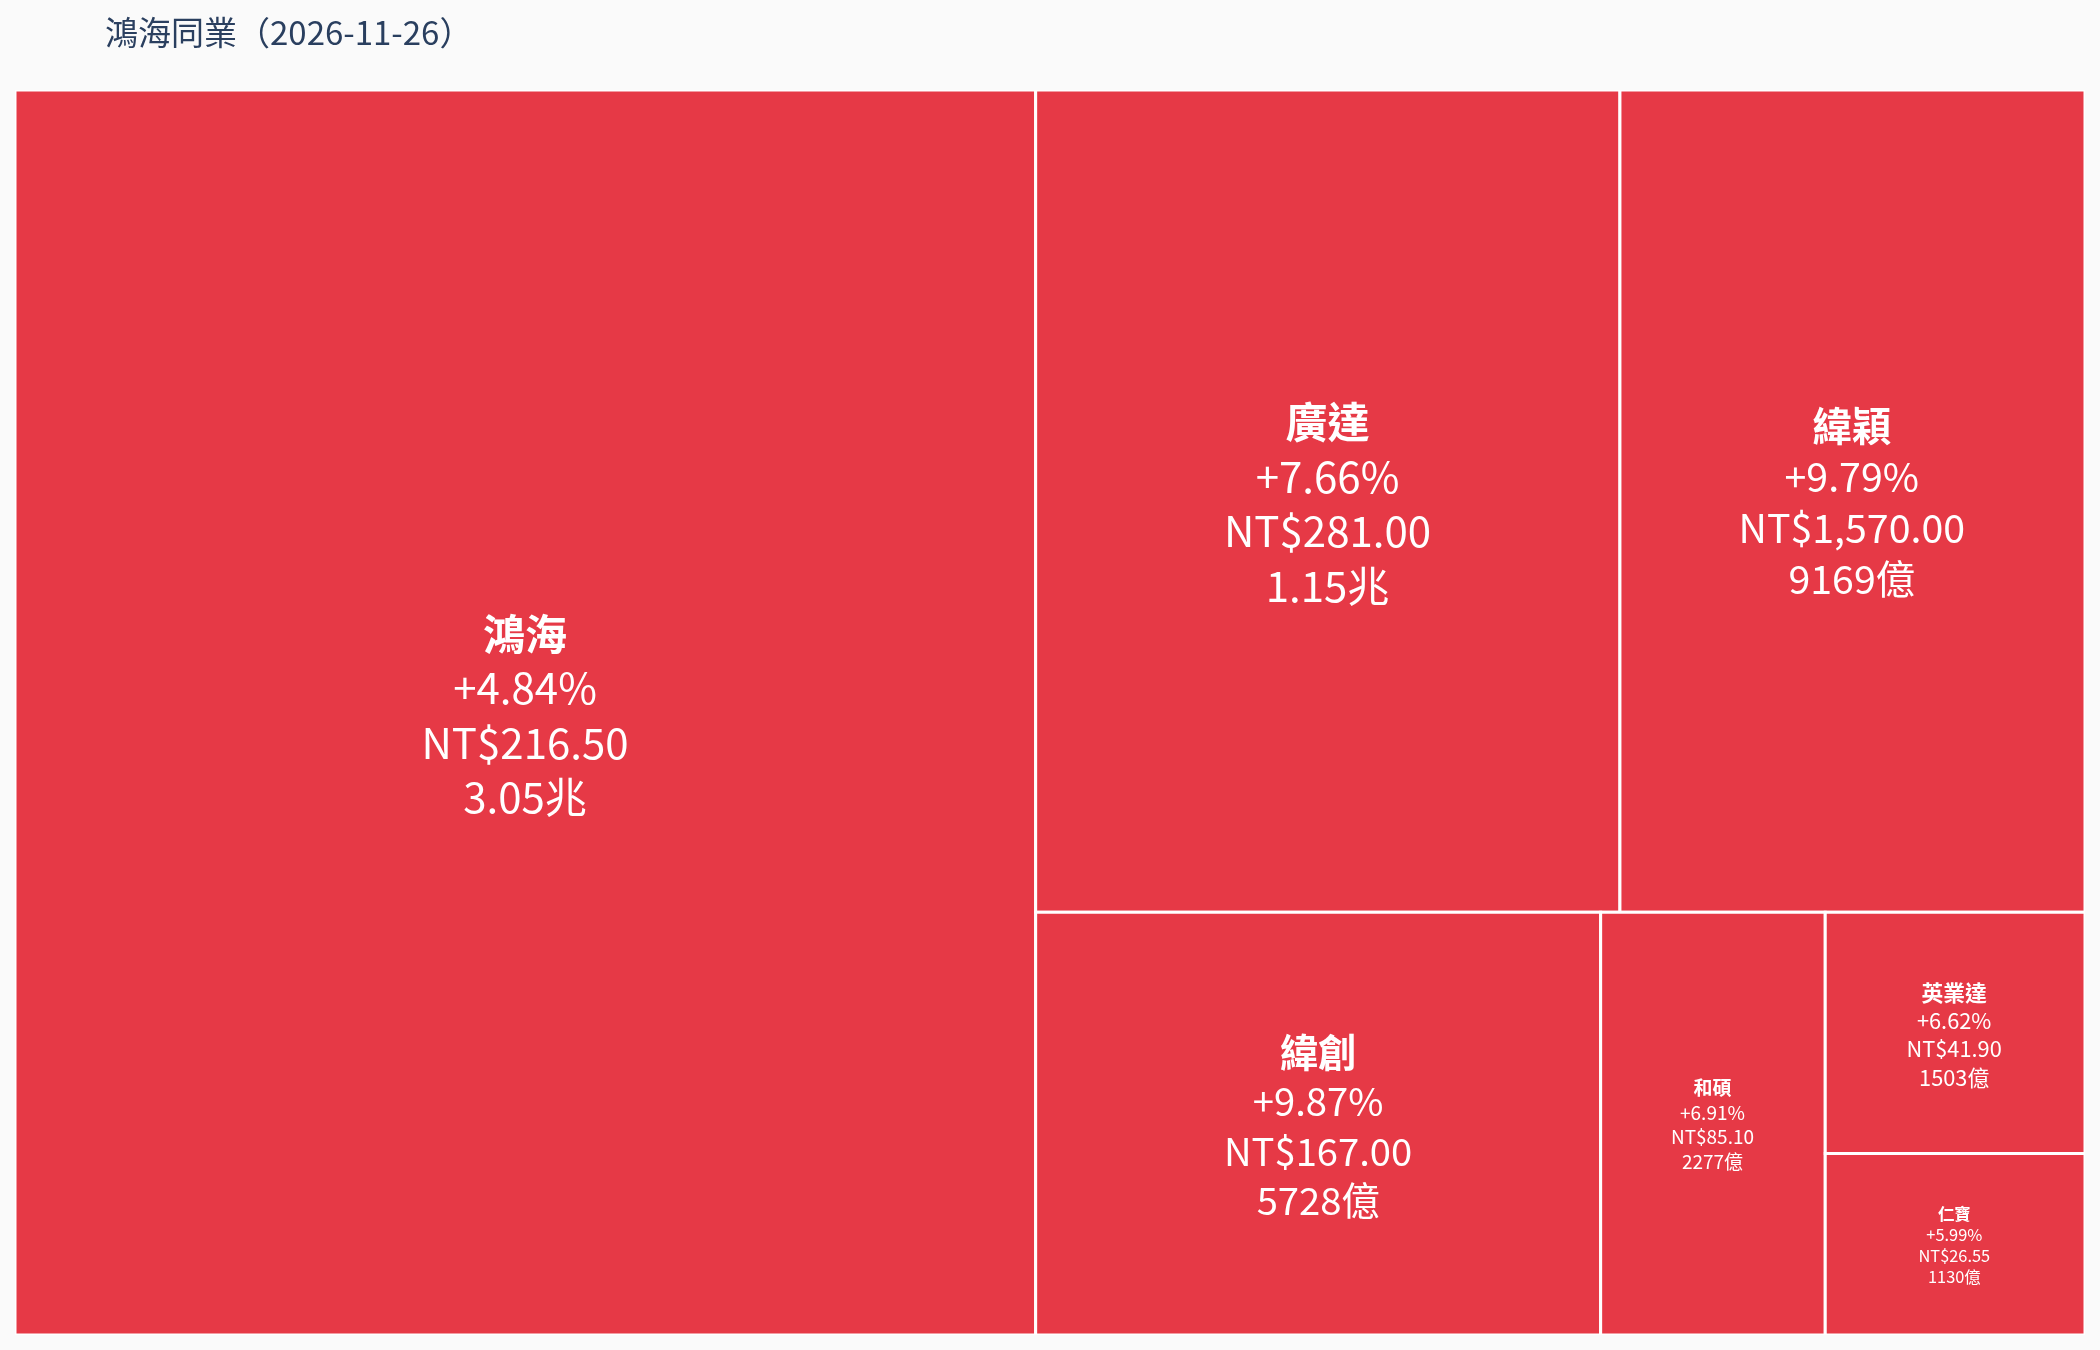 鴻海同業（2026-11-26）
鴻海
+4.84%
NT$216.50
3.05兆
廣達
+7.66%
NT$281.00
1.15兆
緯穎
+9.79%
NT$1,570.00
9169億
緯創
+9.87%
NT$167.00
5728億
和碩
+6.91%
NT$85.10
2277億
英業達
+6.62%
NT$41.90
1503億
仁寶
+5.99%
NT$26.55
1130億